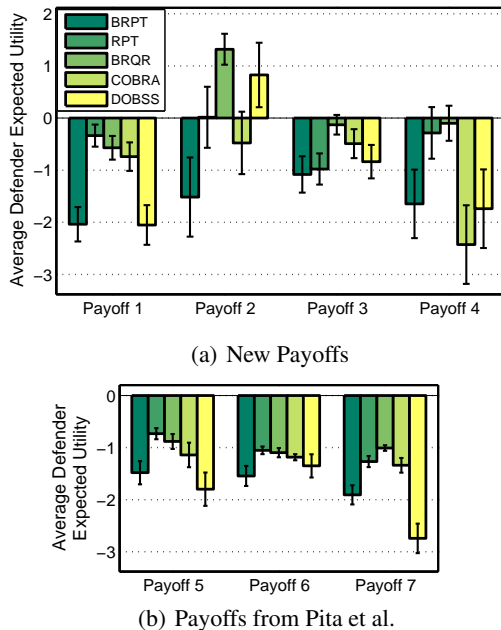 2
1
0
−1
−2
−3
Average Defender Expected Utility
BRPT
RPT
BRQR
COBRA
DOBSS
Payoff 1 Payoff 2 Payoff 3 Payoff 4
(a) New Payoffs
0
−1
−2
−3
Average Defender
Expected Utility
Payoff 5 Payoff 6 Payoff 7
(b) Payoffs from Pita et al.